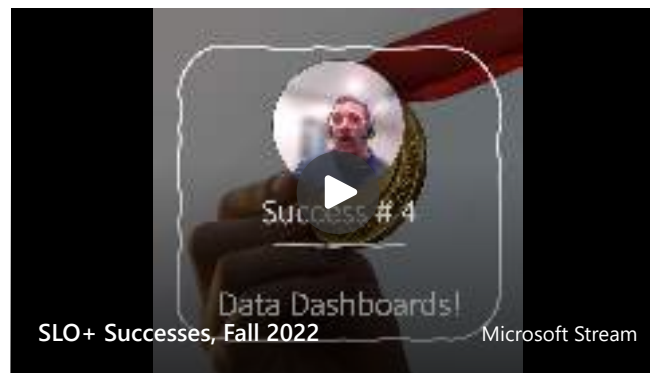 Success # 4
Data Dashboards!
SLO+ Successes, Fall 2022
Microsoft Stream